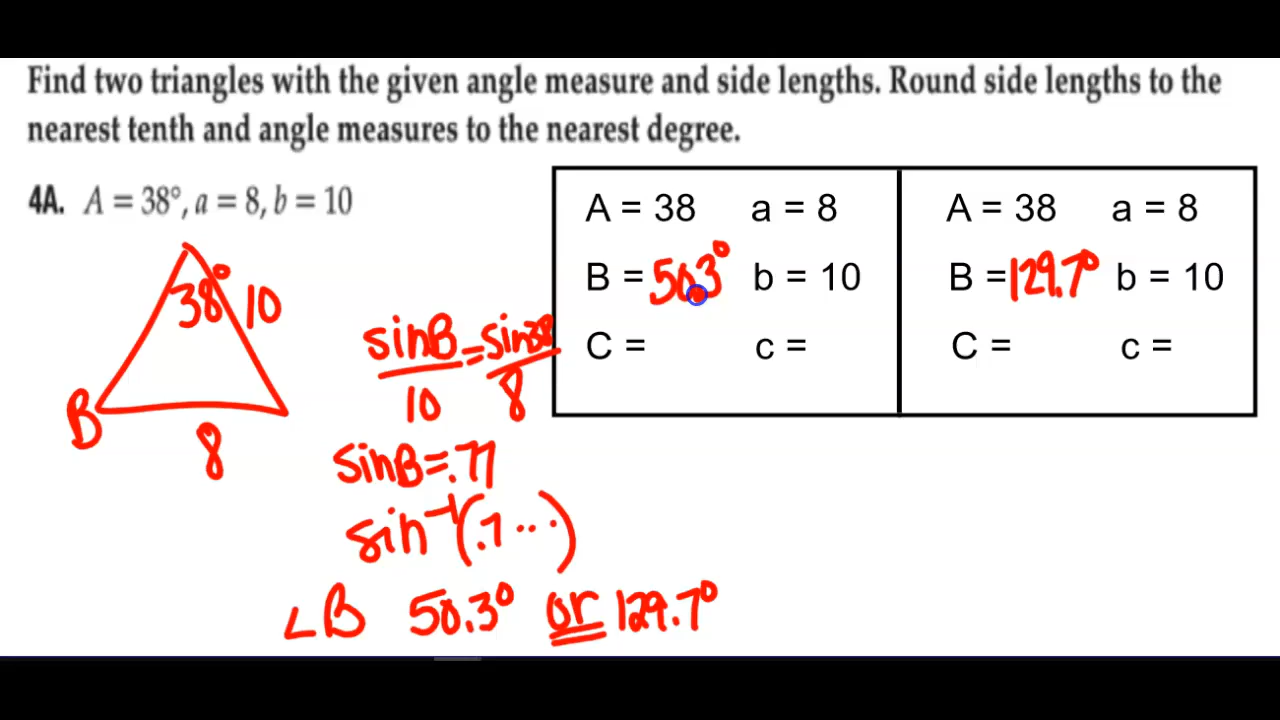 Find two triangles with the given angle measure and side lengths. Round side lengths to the
nearest tenth and angle measures to the nearest degree.
4A. A = 38°, a = 8, b = 10
A = 38 a = 8
B = 50.3° b = 10
C = c =
A = 38 a = 8
B = 129.7° b = 10
C = c =
38° 10
B
8
sinB = sin38
10 8
sinB = .77
sin⁻¹(.7...)
∠B 50.3° or 129.7°